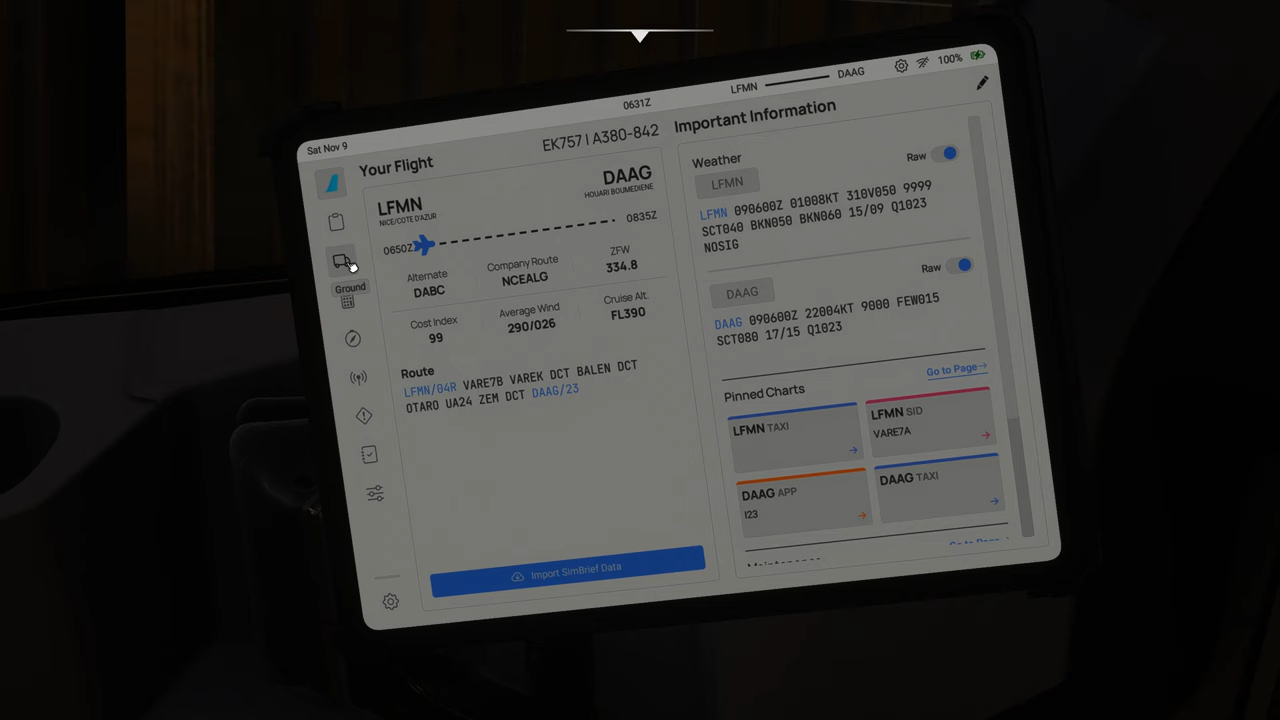 Sat Nov 9
0631Z
LFMN
DAAG
100%
Your Flight
EK757 | A380-842
LFMN
NICE/COTE D'AZUR
DAAG
HOUARI BOUMEDIENE
0650Z
0835Z
Alternate
DABC
Company Route
NCEALG
ZFW
334.8
Cost Index
99
Average Wind
290/026
Cruise Alt.
FL390
Route
LFMN/04R VARE7B VAREK DCT BALEN DCT
OTARO UA24 ZEM DCT DAAG/23
Import SimBrief Data
Ground
Important Information
Weather
Raw
LFMN
LFMN 090600Z 01008KT 310V050 9999
SCT040 BKN050 BKN060 15/09 Q1023
NOSIG
Raw
DAAG
DAAG 090600Z 22004KT 9000 FEW015
SCT080 17/15 Q1023
Pinned Charts
Go to Page
LFMN TAXI
LFMN SID
VARE7A
DAAG APP
I23
DAAG TAXI